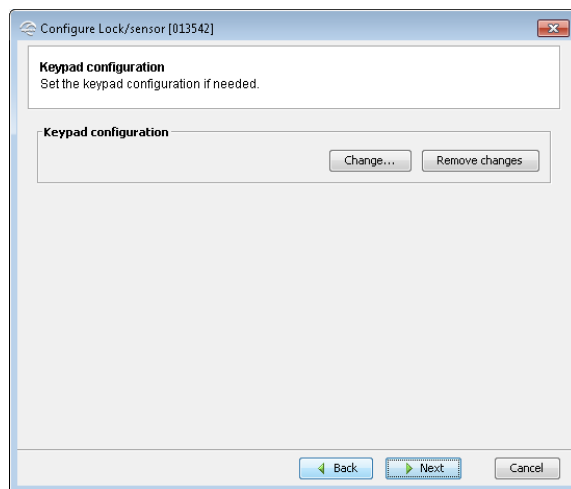 Configure Lock/sensor [013542]
Keypad configuration
Set the keypad configuration if needed.
Keypad configuration
Change... Remove changes
Back Next Cancel